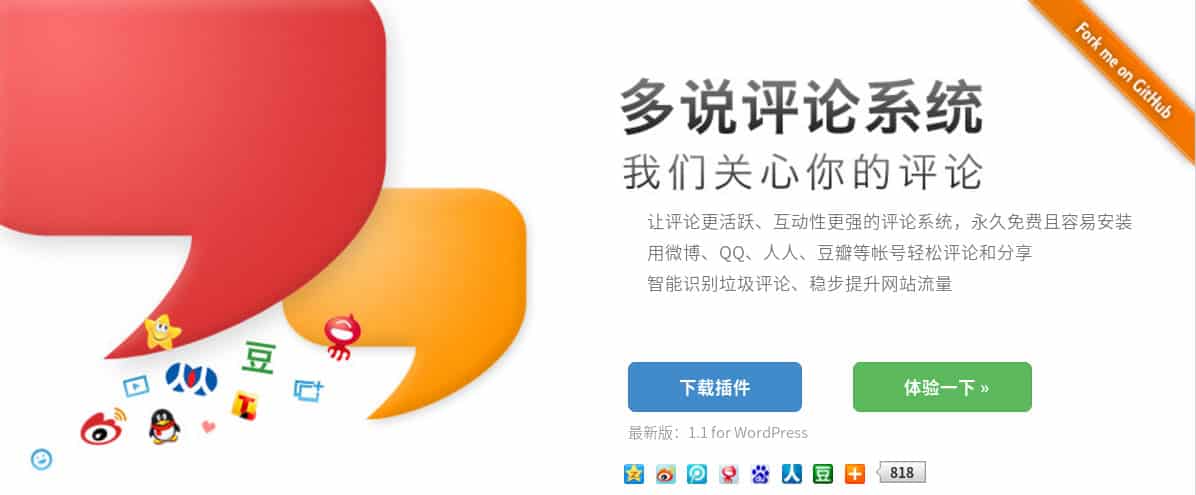 Fork me on GitHub
多说评论系统
我们关心你的评论
让评论更活跃、互动性更强的评论系统，永久免费且容易安装
用微博、QQ、人人、豆瓣等帐号轻松评论和分享
智能识别垃圾评论、稳步提升网站流量
豆
T
下载插件
体验一下 »
最新版：1.1 for WordPress
人 豆 818